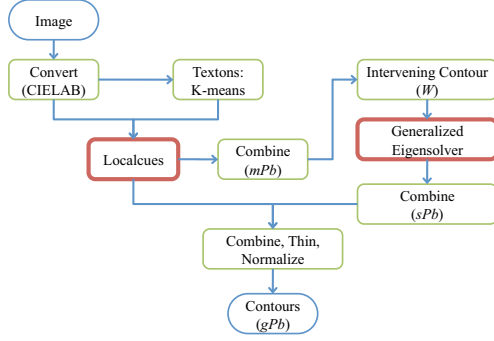 Image
Convert
(CIELAB)
Textons:
K-means
Intervening Contour
(W)
Localcues
Combine
(mPb)
Generalized
Eigensolver
Combine
(sPb)
Combine, Thin,
Normalize
Contours
(gPb)